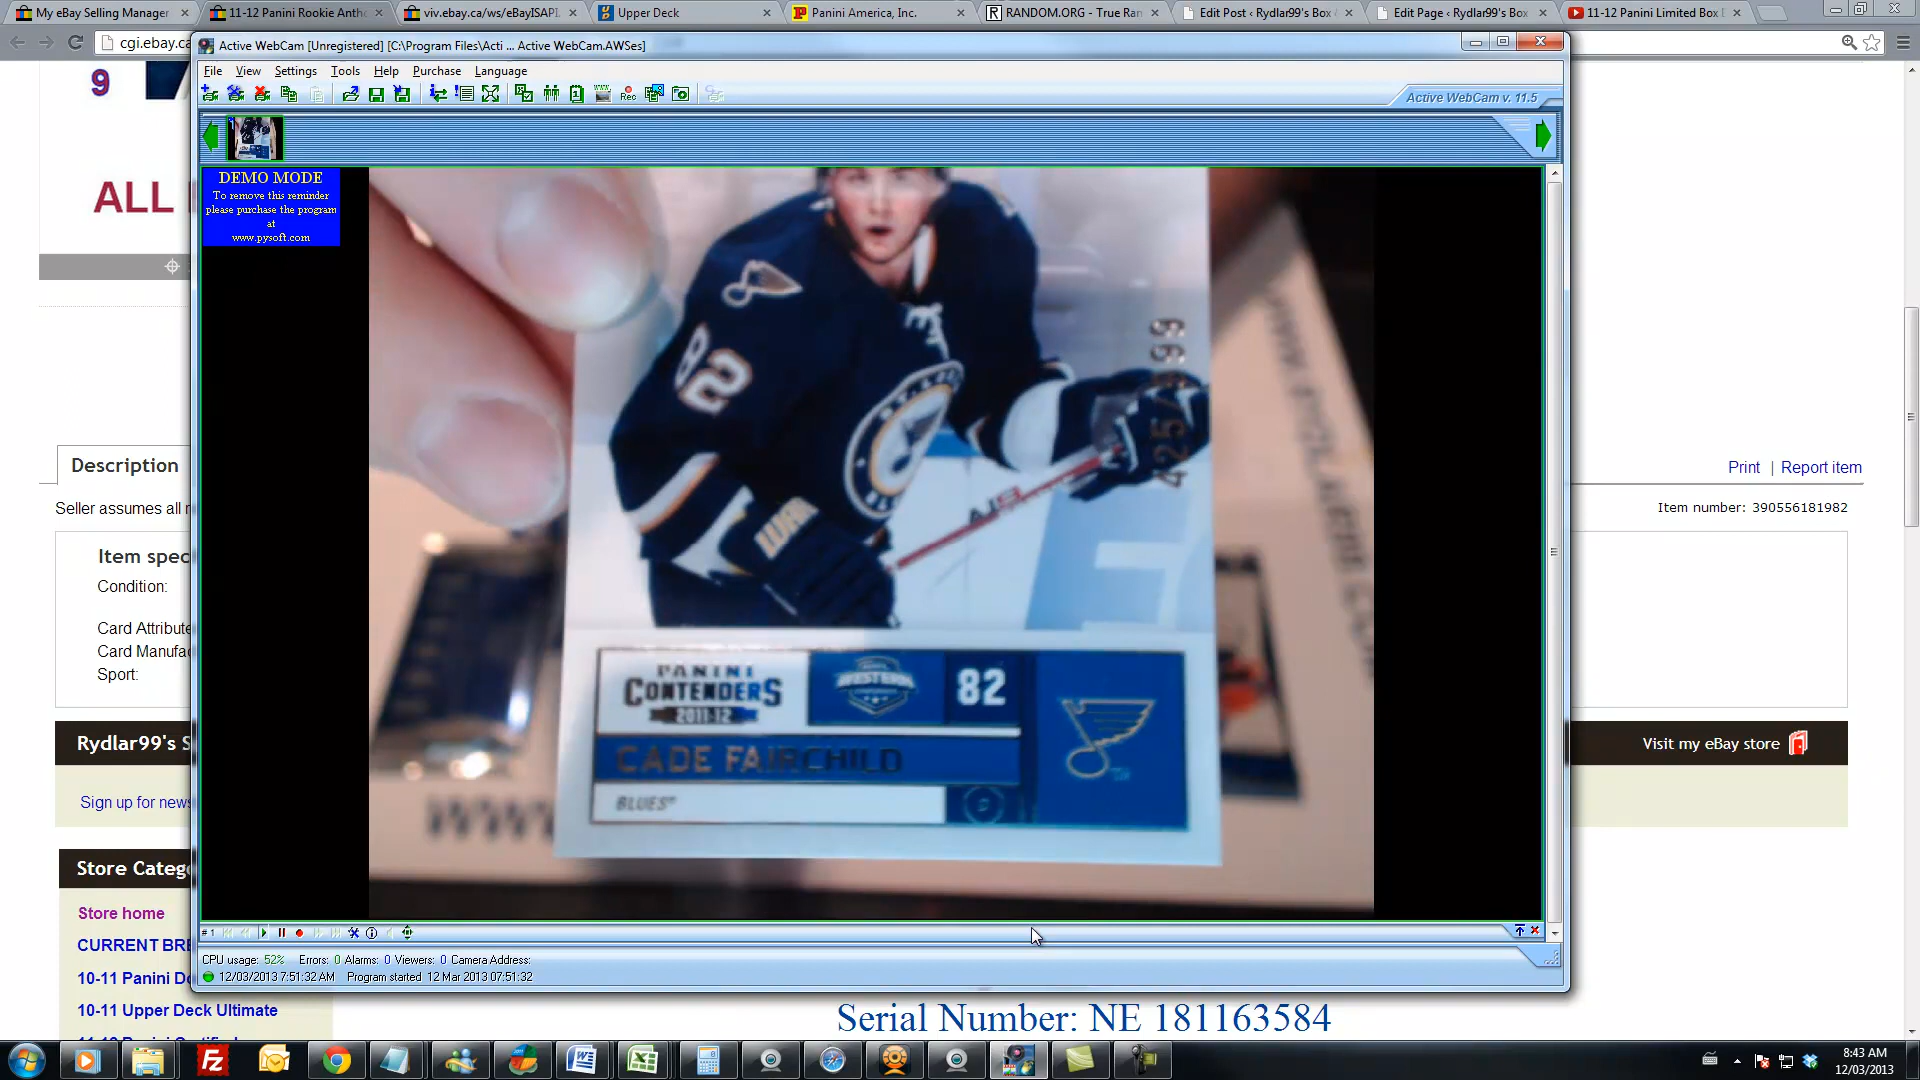 My eBay Selling Manager
11-12 Panini Rookie Anth
viv.ebay.ca/ws/eBayISAPI.
Upper Deck
Panini America, Inc.
RANDOM.ORG - True Ran
Edit Post ‹ Rydlar99's Box
Edit Page ‹ Rydlar99's Box
11-12 Panini Limited Box
cgi.ebay.ca
Active WebCam [Unregistered] [C:\Program Files\Acti ... Active WebCam.AWSes]
File View Settings Tools Help Purchase Language
Rec
Active WebCam v. 11.5
DEMO MODE
To remove this reminder
please purchase the program
at
www.pysoft.com
9
ALL
82
425/999
PANINI
CONTENDERS
2011-12
WESTERN
82
CADE FAIRCHILD
BLUES
Description
Print | Report item
Seller assumes all
Item number: 390556181982
Item spec
Condition:
Card Attribute
Card Manufa
Sport:
Rydlar99's S
Visit my eBay store
Sign up for news
Store Categ
Store home
CURRENT BRE
10-11 Panini Do
10-11 Upper Deck Ultimate
#1
CPU usage: 52% Errors: 0 Alarms: 0 Viewers: 0 Camera Address:
12/03/2013 7:51:32 AM Program started 12 Mar 2013 07:51:32
Serial Number: NE 181163584
8:43 AM
12/03/2013